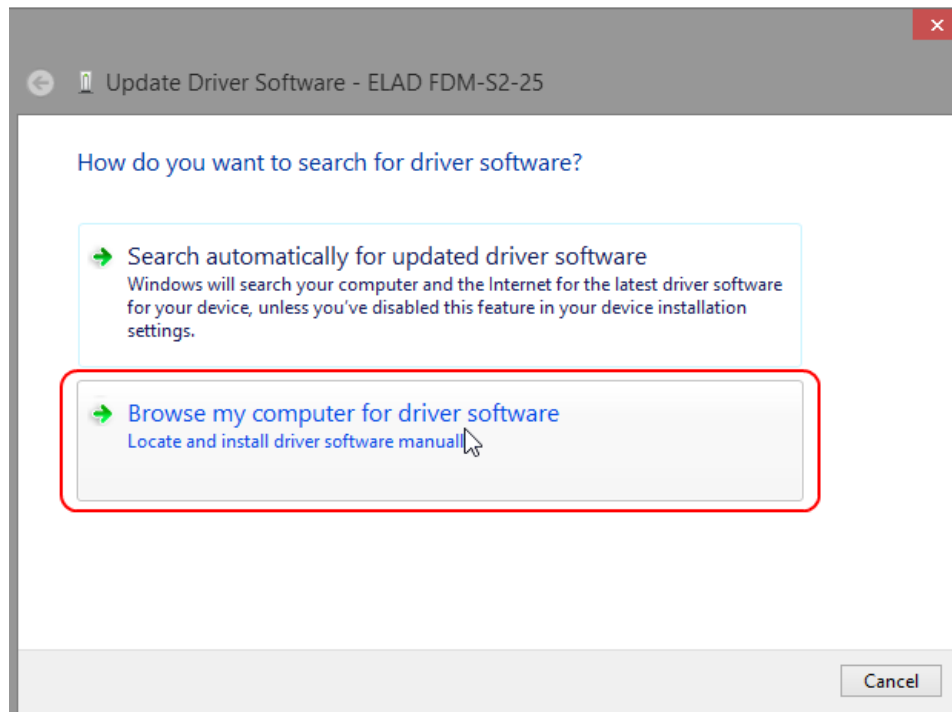 Update Driver Software - ELAD FDM-S2-25
How do you want to search for driver software?
Search automatically for updated driver software
Windows will search your computer and the Internet for the latest driver software
for your device, unless you've disabled this feature in your device installation
settings.
Browse my computer for driver software
Locate and install driver software manuall
Cancel